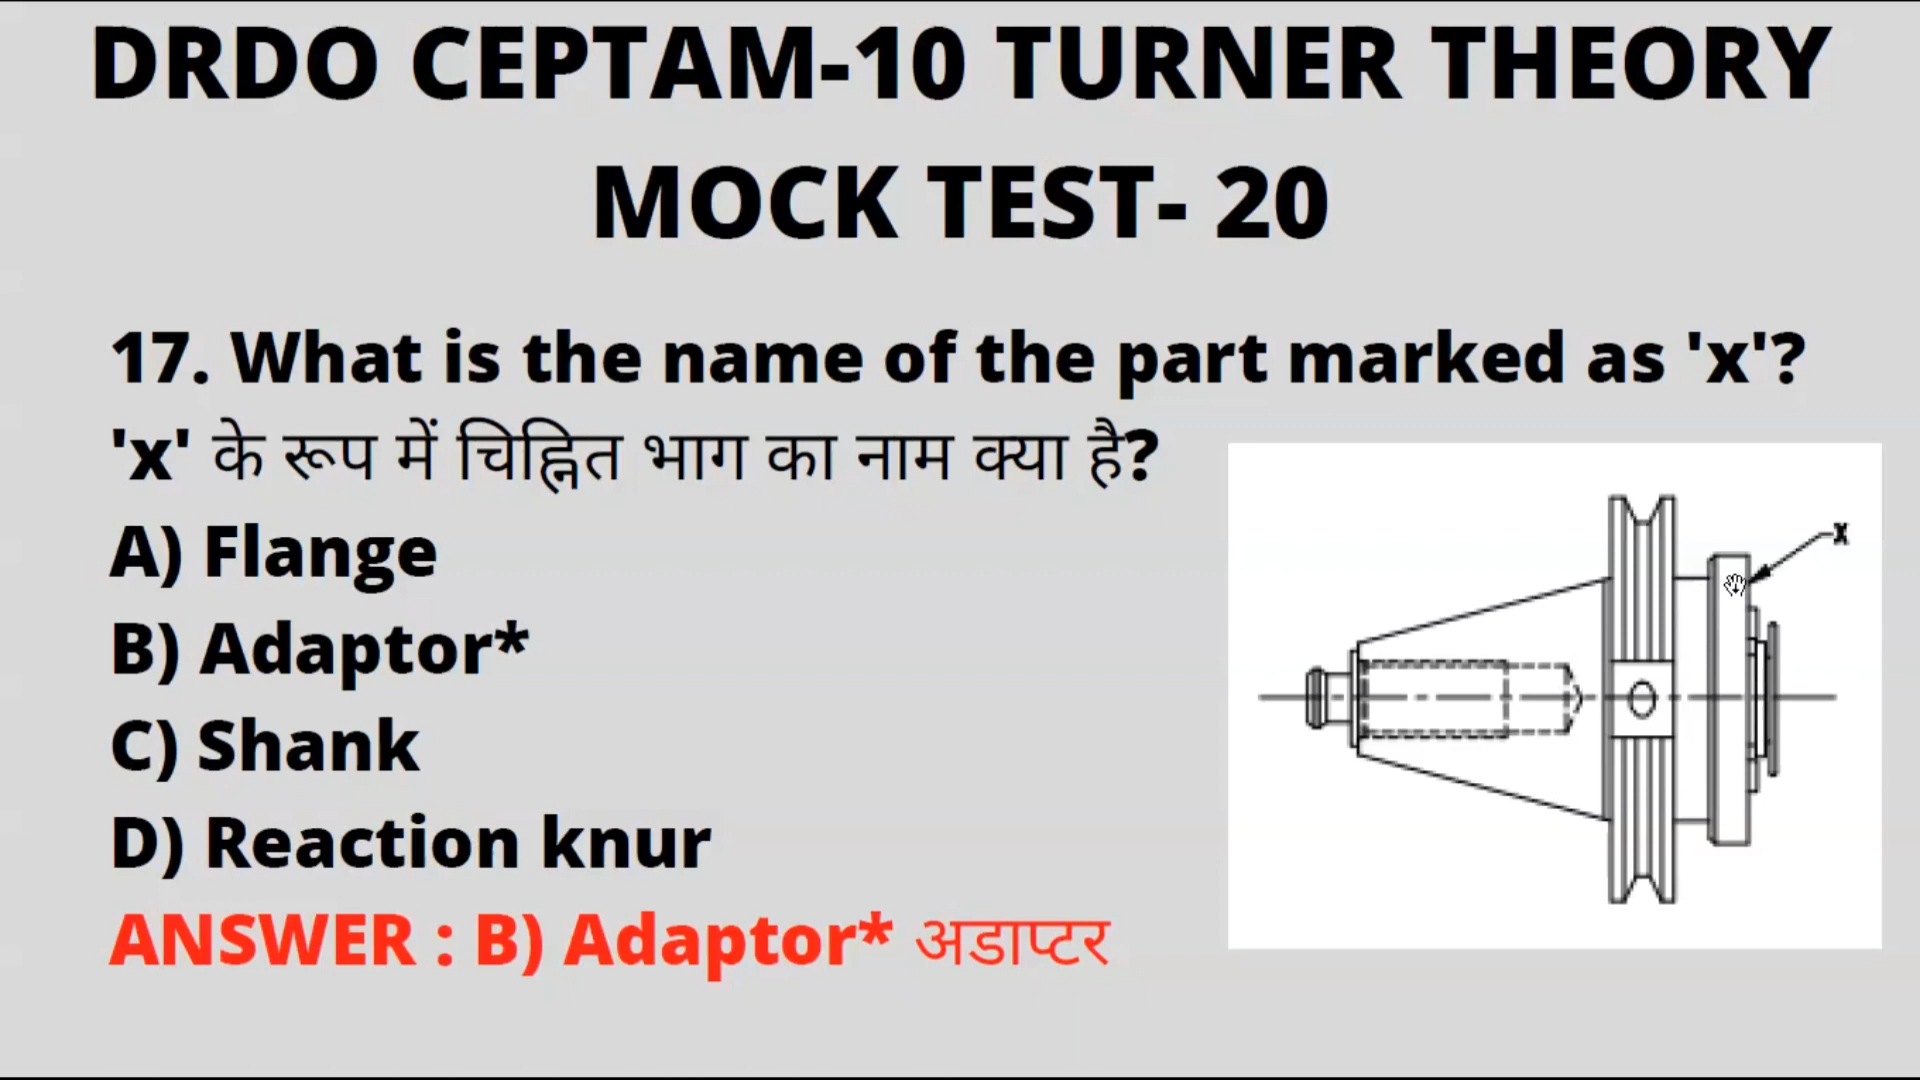 DRDO CEPTAM-10 TURNER THEORY
MOCK TEST- 20
17. What is the name of the part marked as 'x'?
'x' के रूप में चिह्नित भाग का नाम क्या है?
A) Flange
B) Adaptor*
C) Shank
D) Reaction knur
ANSWER : B) Adaptor* अडाप्टर
X